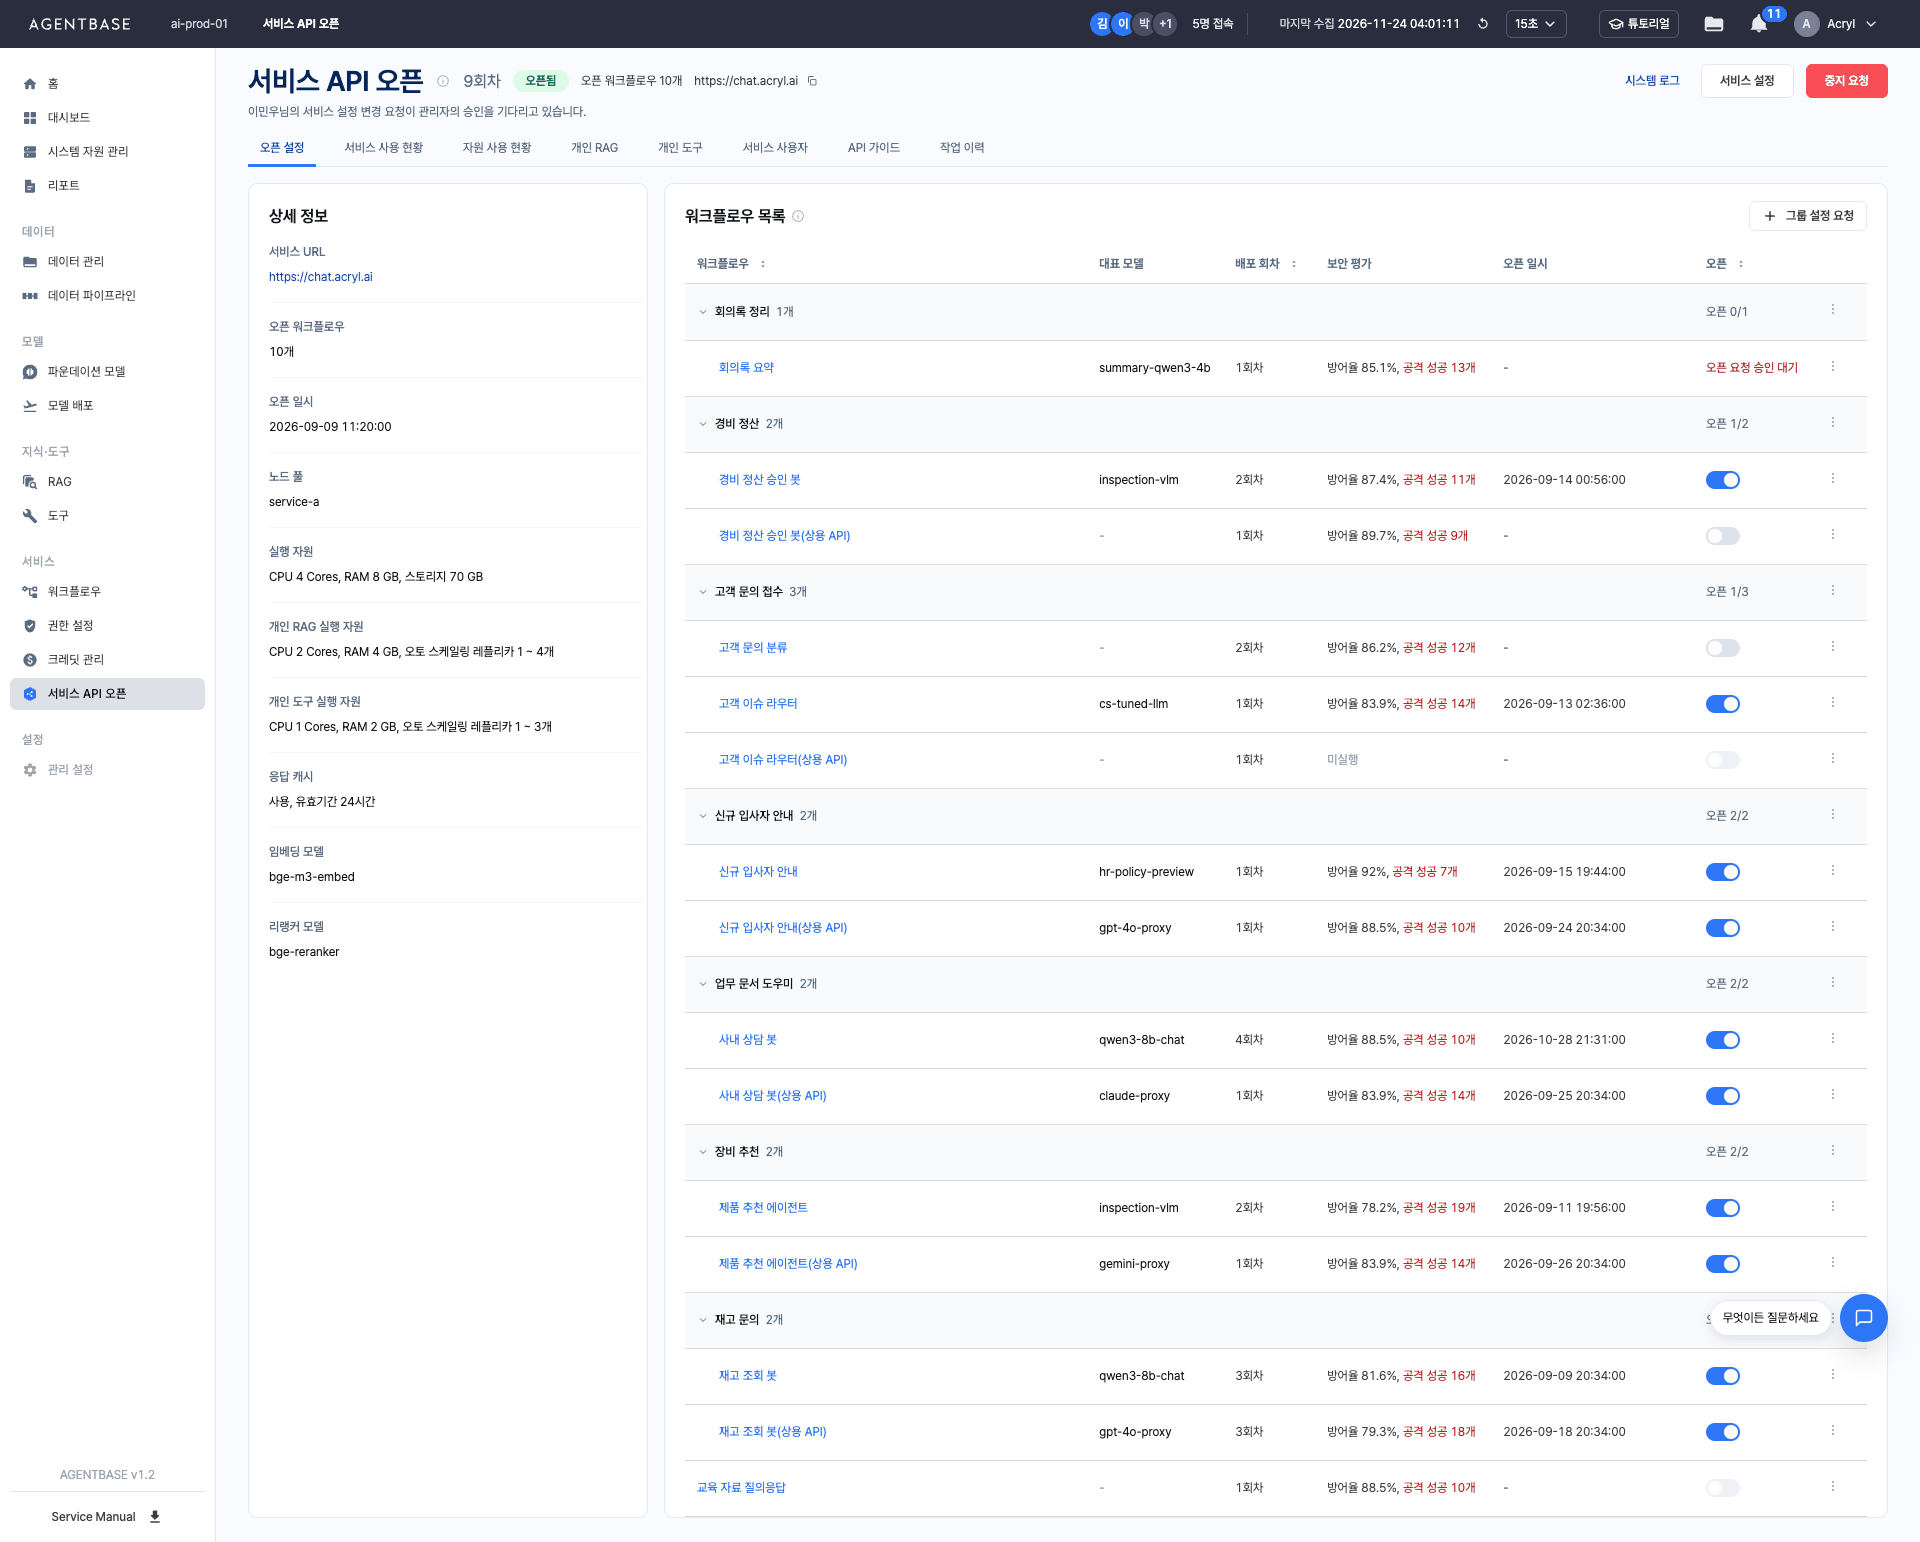 AGENTBASE
ai-prod-01
서비스 API 오픈
김 이 박 +1 5명 접속
마지막 수집 2026-11-24 04:01:11
15초
튜토리얼
11
A Acryl
홈
대시보드
시스템 자원 관리
리포트
데이터
데이터 관리
데이터 파이프라인
모델
파운데이션 모델
모델 배포
지식·도구
RAG
도구
서비스
워크플로우
권한 설정
크레딧 관리
서비스 API 오픈
설정
관리 설정
AGENTBASE v1.2
Service Manual
서비스 API 오픈 9회차 오픈됨 오픈 워크플로우 10개 https://chat.acryl.ai
시스템 로그 서비스 설정 중지 요청
이민우님의 서비스 설정 변경 요청이 관리자의 승인을 기다리고 있습니다.
오픈 설정 서비스 사용 현황 자원 사용 현황 개인 RAG 개인 도구 서비스 사용자 API 가이드 작업 이력
상세 정보
서비스 URL
https://chat.acryl.ai
오픈 워크플로우
10개
오픈 일시
2026-09-09 11:20:00
노드 풀
service-a
실행 자원
CPU 4 Cores, RAM 8 GB, 스토리지 70 GB
개인 RAG 실행 자원
CPU 2 Cores, RAM 4 GB, 오토 스케일링 레플리카 1 ~ 4개
개인 도구 실행 자원
CPU 1 Cores, RAM 2 GB, 오토 스케일링 레플리카 1 ~ 3개
응답 캐시
사용, 유효기간 24시간
임베딩 모델
bge-m3-embed
리랭커 모델
bge-reranker
워크플로우 목록
그룹 설정 요청
워크플로우 대표 모델 배포 회차 보안 평가 오픈 일시 오픈
회의록 정리 1개 오픈 0/1
회의록 요약 summary-qwen3-4b 1회차 방어율 85.1%, 공격 성공 13개 - 오픈 요청 승인 대기
경비 정산 2개 오픈 1/2
경비 정산 승인 봇 inspection-vlm 2회차 방어율 87.4%, 공격 성공 11개 2026-09-14 00:56:00
경비 정산 승인 봇(상용 API) - 1회차 방어율 89.7%, 공격 성공 9개 -
고객 문의 접수 3개 오픈 1/3
고객 문의 분류 - 2회차 방어율 86.2%, 공격 성공 12개 -
고객 이슈 라우터 cs-tuned-llm 1회차 방어율 83.9%, 공격 성공 14개 2026-09-13 02:36:00
고객 이슈 라우터(상용 API) - 1회차 미실행 -
신규 입사자 안내 2개 오픈 2/2
신규 입사자 안내 hr-policy-preview 1회차 방어율 92%, 공격 성공 7개 2026-09-15 19:44:00
신규 입사자 안내(상용 API) gpt-4o-proxy 1회차 방어율 88.5%, 공격 성공 10개 2026-09-24 20:34:00
업무 문서 도우미 2개 오픈 2/2
사내 상담 봇 qwen3-8b-chat 4회차 방어율 88.5%, 공격 성공 10개 2026-10-28 21:31:00
사내 상담 봇(상용 API) claude-proxy 1회차 방어율 83.9%, 공격 성공 14개 2026-09-25 20:34:00
장비 추천 2개 오픈 2/2
제품 추천 에이전트 inspection-vlm 2회차 방어율 78.2%, 공격 성공 19개 2026-09-11 19:56:00
제품 추천 에이전트(상용 API) gemini-proxy 1회차 방어율 83.9%, 공격 성공 14개 2026-09-26 20:34:00
재고 문의 2개
무엇이든 질문하세요
재고 조회 봇 qwen3-8b-chat 3회차 방어율 81.6%, 공격 성공 16개 2026-09-09 20:34:00
재고 조회 봇(상용 API) gpt-4o-proxy 3회차 방어율 79.3%, 공격 성공 18개 2026-09-18 20:34:00
교육 자료 질의응답 - 1회차 방어율 88.5%, 공격 성공 10개 -